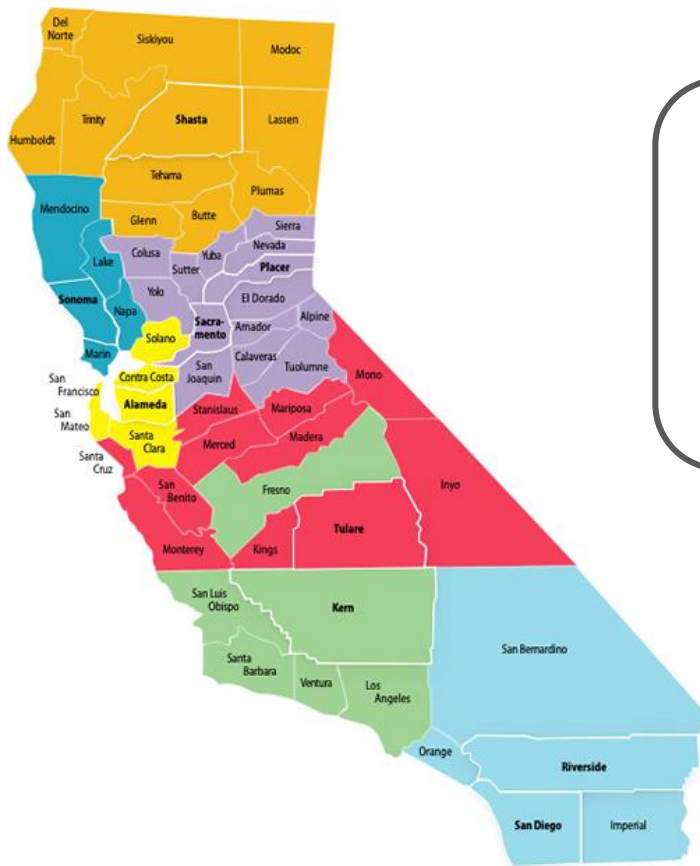 Del
Norte
Siskiyou
Modoc
Humboldt
Trinity
Shasta
Lassen
Tehama
Plumas
Mendocino
Glenn
Butte
Sierra
Lake
Colusa
Sutter
Yuba
Nevada
Placer
Sonoma
Napa
Yolo
El Dorado
Sacra-
mento
Amador
Alpine
Solano
Marin
Calaveras
Tuolumne
San
Joaquin
Contra Costa
Mono
San
Francisco
Alameda
Stanislaus
Mariposa
San
Mateo
Santa
Clara
Merced
Madera
Santa
Cruz
San
Benito
Fresno
Inyo
Monterey
Kings
Tulare
San Luis
Obispo
Kern
San Bernardino
Santa
Barbara
Ventura
Los
Angeles
Orange
Riverside
San Diego
Imperial